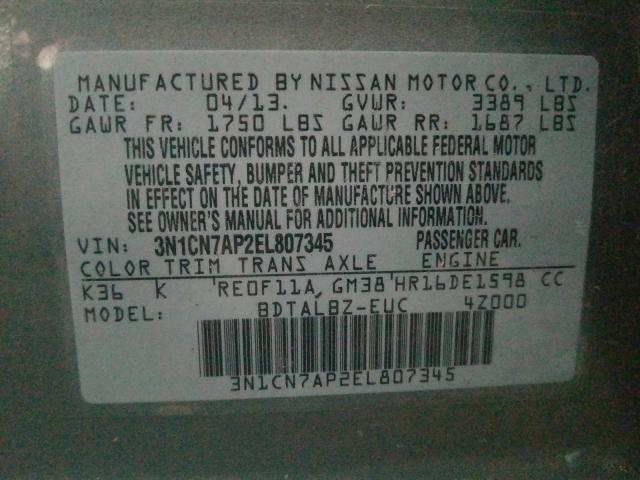 MANUFACTURED BY NISSAN MOTOR CO., LTD.
DATE: 04/13. GVWR: 3389 LBS
GAWR FR: 1750 LBS GAWR RR: 1687 LBS
THIS VEHICLE CONFORMS TO ALL APPLICABLE FEDERAL MOTOR
VEHICLE SAFETY, BUMPER AND THEFT PREVENTION STANDARDS
IN EFFECT ON THE DATE OF MANUFACTURE SHOWN ABOVE.
SEE OWNER'S MANUAL FOR ADDITIONAL INFORMATION.
VIN: 3N1CN7AP2EL807345 PASSENGER CAR.
COLOR TRIM TRANS AXLE ENGINE
K36 K RE0F11A GM38 HR16DE1598 CC
MODEL: BDTALBZ-EUC 4Z000
3N1CN7AP2EL807345